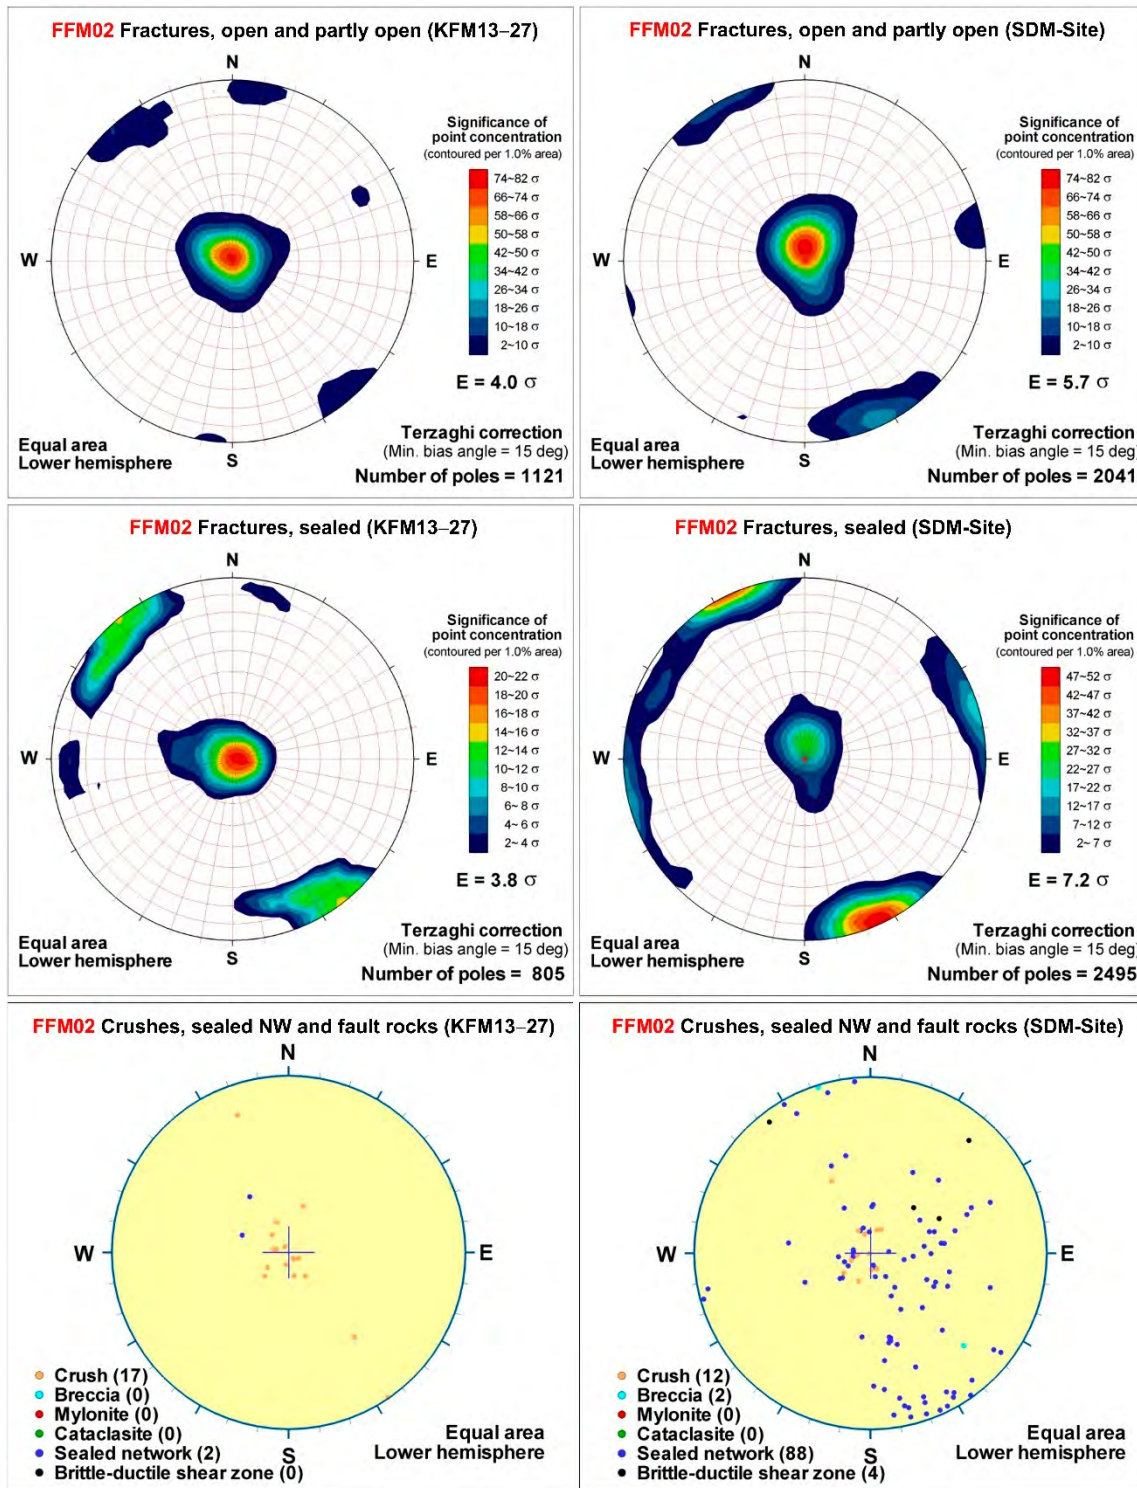 FFM02 Fractures, open and partly open (KFM13–27)
N
W
E
S
Significance of
point concentration
(contoured per 1.0% area)
74~82 σ
66~74 σ
58~66 σ
50~58 σ
42~50 σ
34~42 σ
26~34 σ
18~26 σ
10~18 σ
2~10 σ
E = 4.0 σ
Equal area
Lower hemisphere
Terzaghi correction
(Min. bias angle = 15 deg)
Number of poles = 1121
FFM02 Fractures, open and partly open (SDM-Site)
N
W
E
S
Significance of
point concentration
(contoured per 1.0% area)
74~82 σ
66~74 σ
58~66 σ
50~58 σ
42~50 σ
34~42 σ
26~34 σ
18~26 σ
10~18 σ
2~10 σ
E = 5.7 σ
Equal area
Lower hemisphere
Terzaghi correction
(Min. bias angle = 15 deg)
Number of poles = 2041
FFM02 Fractures, sealed (KFM13–27)
N
W
E
S
Significance of
point concentration
(contoured per 1.0% area)
20~22 σ
18~20 σ
16~18 σ
14~16 σ
12~14 σ
10~12 σ
8~10 σ
6~8 σ
4~6 σ
2~4 σ
E = 3.8 σ
Equal area
Lower hemisphere
Terzaghi correction
(Min. bias angle = 15 deg)
Number of poles = 805
FFM02 Fractures, sealed (SDM-Site)
N
W
E
S
Significance of
point concentration
(contoured per 1.0% area)
47~52 σ
42~47 σ
37~42 σ
32~37 σ
27~32 σ
22~27 σ
17~22 σ
12~17 σ
7~12 σ
2~7 σ
E = 7.2 σ
Equal area
Lower hemisphere
Terzaghi correction
(Min. bias angle = 15 deg)
Number of poles = 2495
FFM02 Crushes, sealed NW and fault rocks (KFM13–27)
N
W
E
S
Crush (17)
Breccia (0)
Mylonite (0)
Cataclasite (0)
Sealed network (2)
Brittle-ductile shear zone (0)
Equal area
Lower hemisphere
FFM02 Crushes, sealed NW and fault rocks (SDM-Site)
N
W
E
S
Crush (12)
Breccia (2)
Mylonite (0)
Cataclasite (0)
Sealed network (88)
Brittle-ductile shear zone (4)
Equal area
Lower hemisphere